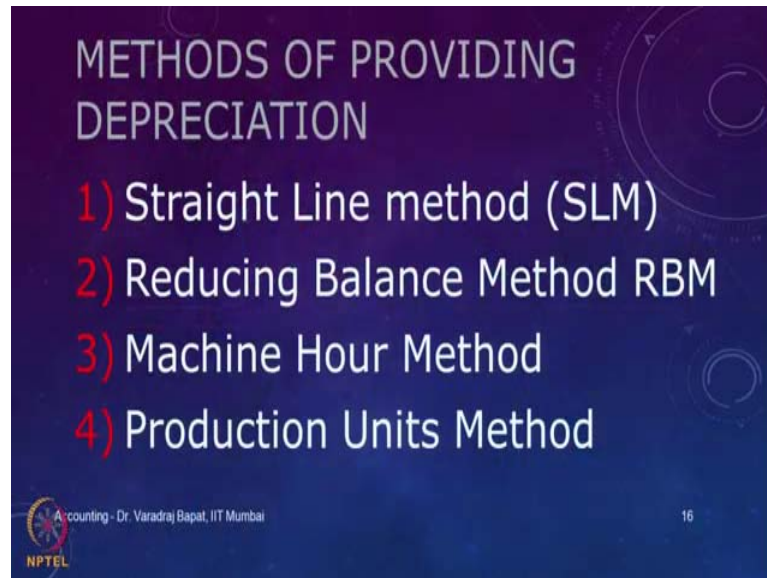 METHODS OF PROVIDING
DEPRECIATION
1) Straight Line method (SLM)
2) Reducing Balance Method RBM
3) Machine Hour Method
4) Production Units Method
Accounting - Dr. Varadraj Bapat, IIT Mumbai
16
NPTEL